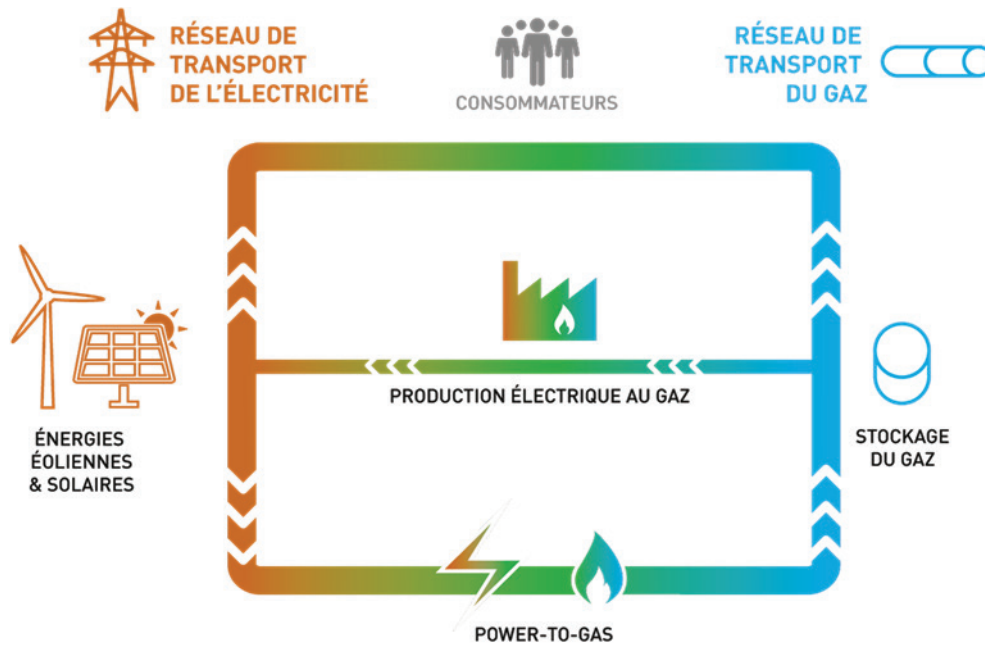 RÉSEAU DE
TRANSPORT
DE L'ÉLECTRICITÉ
CONSOMMATEURS
RÉSEAU DE
TRANSPORT
DU GAZ
ÉNERGIES
ÉOLIENNES
& SOLAIRES
PRODUCTION ÉLECTRIQUE AU GAZ
STOCKAGE
DU GAZ
POWER-TO-GAS